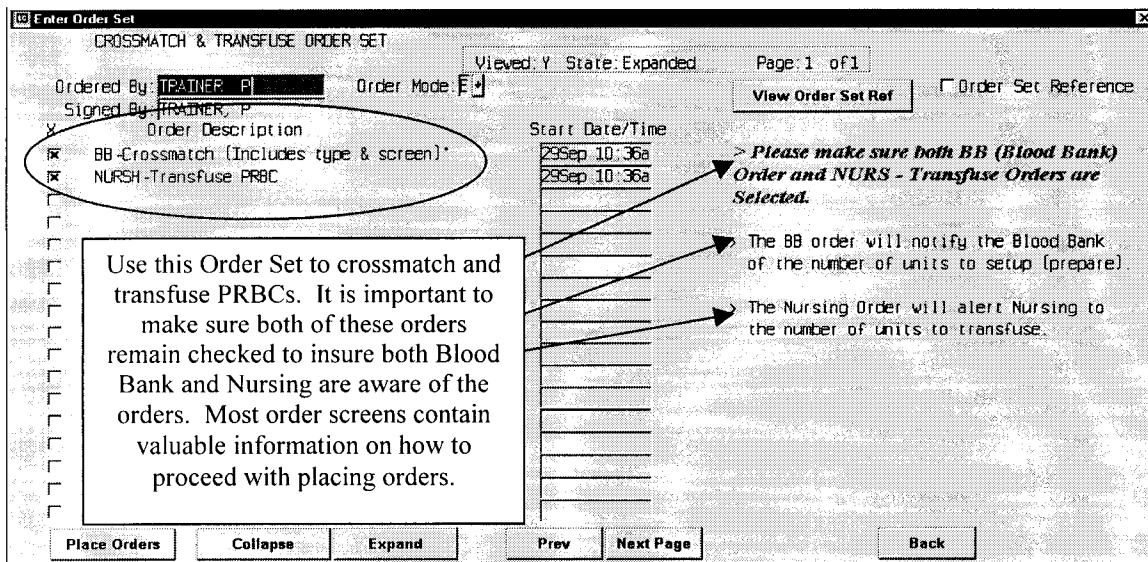 Enter Order Set
CROSSMATCH & TRANSFUSE ORDER SET
Viewed: Y State: Expanded Page: 1 of1
Ordered By: TRAINER, P Order Mode: E
View Order Set Ref
Order Set Reference
Signed By: TRAINER, P
X Order Description Start Date/Time
BB-Crossmatch (Includes type & screen)* 29Sep 10:36a
NURSH-Transfuse PRBC 29Sep 10:36a
> Please make sure both BB (Blood Bank)
Order and NURS - Transfuse Orders are
Selected.
> The BB order will notify the Blood Bank
of the number of units to setup (prepare).
> The Nursing Order will alert Nursing to
the number of units to transfuse.
Use this Order Set to crossmatch and
transfuse PRBCs. It is important to
make sure both of these orders
remain checked to insure both Blood
Bank and Nursing are aware of the
orders. Most order screens contain
valuable information on how to
proceed with placing orders.
Place Orders Collapse Expand Prev Next Page Back